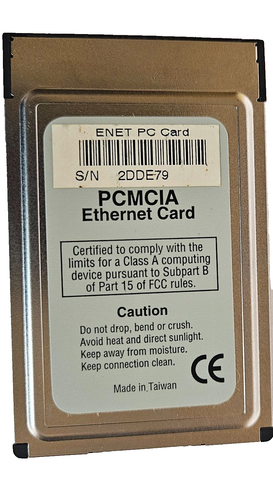 ENET PC Card
S/N 2DDE79
PCMCIA
Ethernet Card
Certified to comply with the
limits for a Class A computing
device pursuant to Subpart B
of Part 15 of FCC rules.
Caution
Do not drop, bend or crush.
Avoid heat and direct sunlight.
Keep away from moisture.
Keep connection clean.
CE
Made in Taiwan